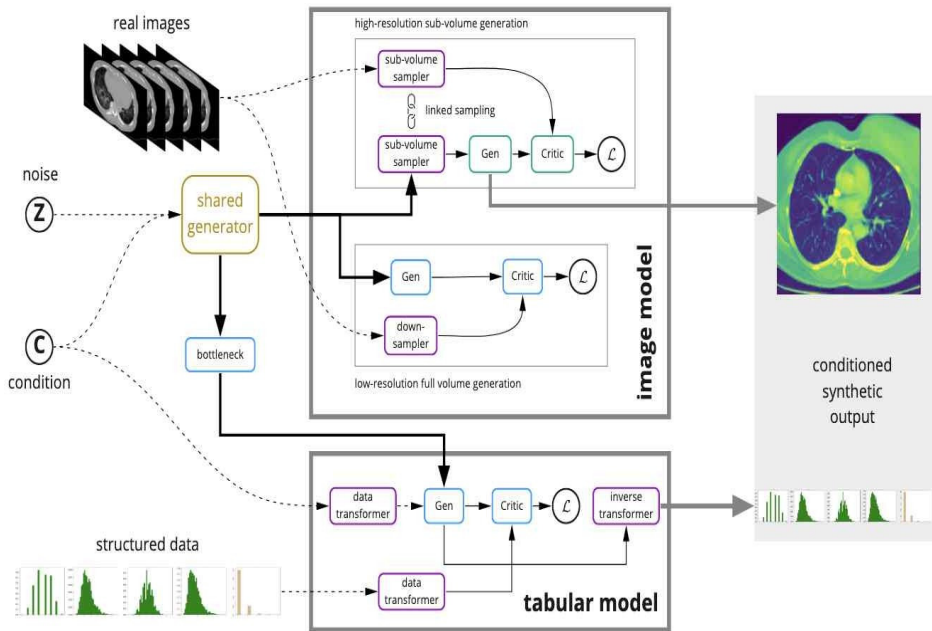 real images
high-resolution sub-volume generation
sub-volume
sampler
linked sampling
sub-volume
sampler
Gen
Critic
ℒ
noise
Z
shared
generator
Gen
Critic
ℒ
down-
sampler
low-resolution full volume generation
image model
C
condition
bottleneck
conditioned
synthetic
output
data
transformer
Gen
Critic
ℒ
inverse
transformer
structured data
data
transformer
tabular model